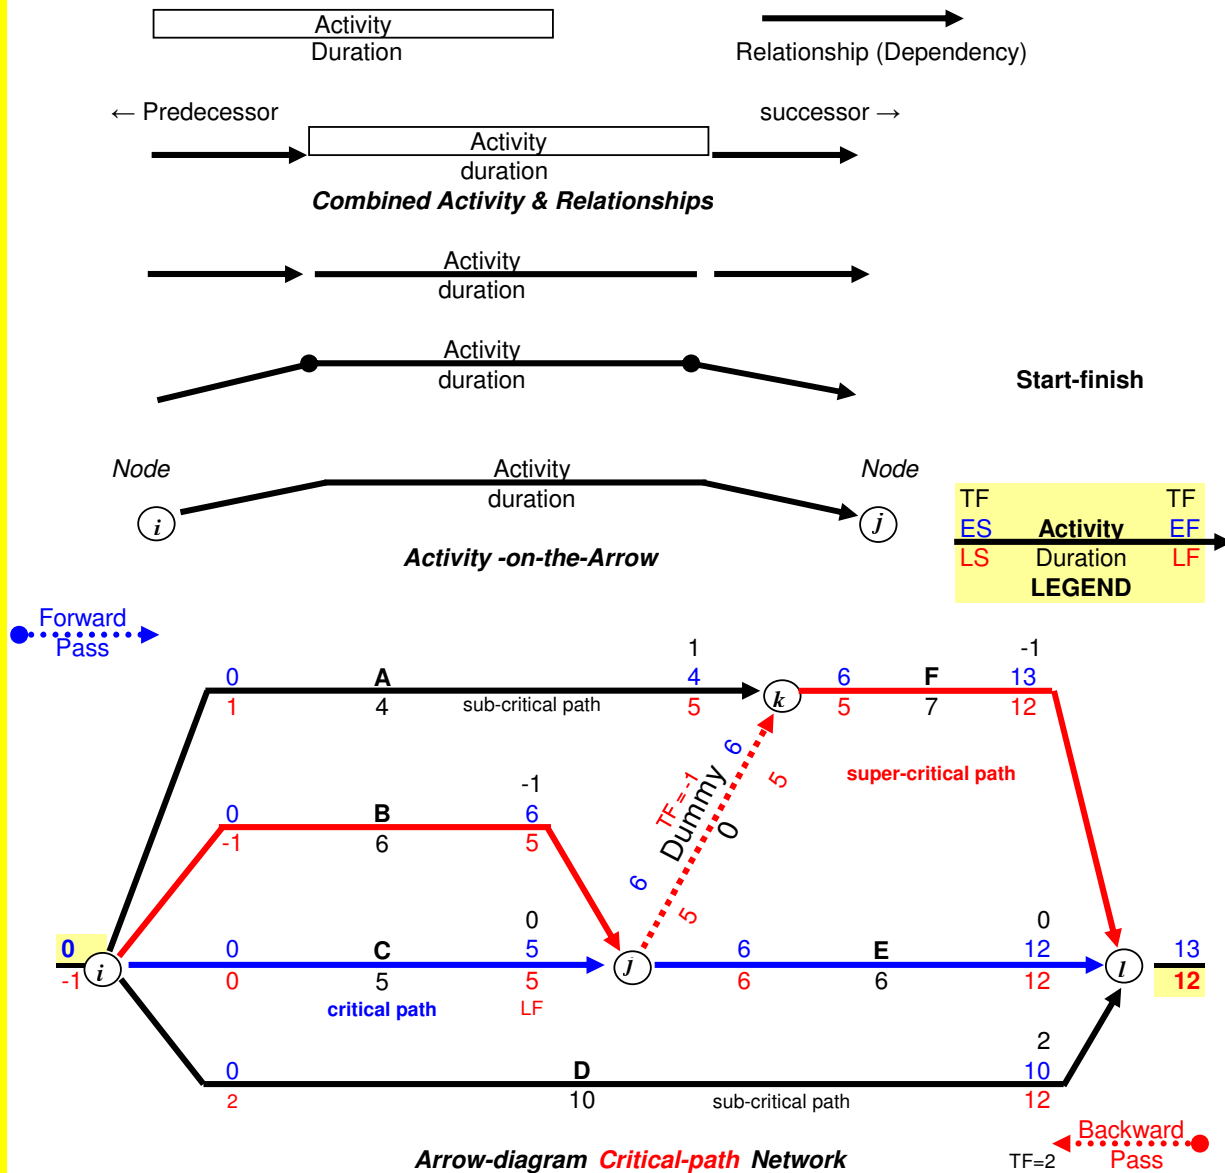 Activity
Duration
Relationship (Dependency)
← Predecessor
successor →
Activity
duration
Combined Activity & Relationships
Activity
duration
Activity
duration
Start-finish
Node
Activity
Node
duration
i
j
Activity -on-the-Arrow
TF TF
ES Activity EF
LS Duration LF
LEGEND
Forward
Pass
1 -1
0 A 4 6 F 13
1 4 sub-critical path 5 k 5 7 12
super-critical path
-1
0 B 6
-1 6 5
TF = -1
Dummy
0
6
5
6
5
0 0
0 0 C 5 6 E 12 13
-1 i 0 5 5 j 6 6 12 l 12
critical path LF
2
0 D 10
2 10 sub-critical path 12
Backward
Pass
Arrow-diagram Critical-path Network
TF=2